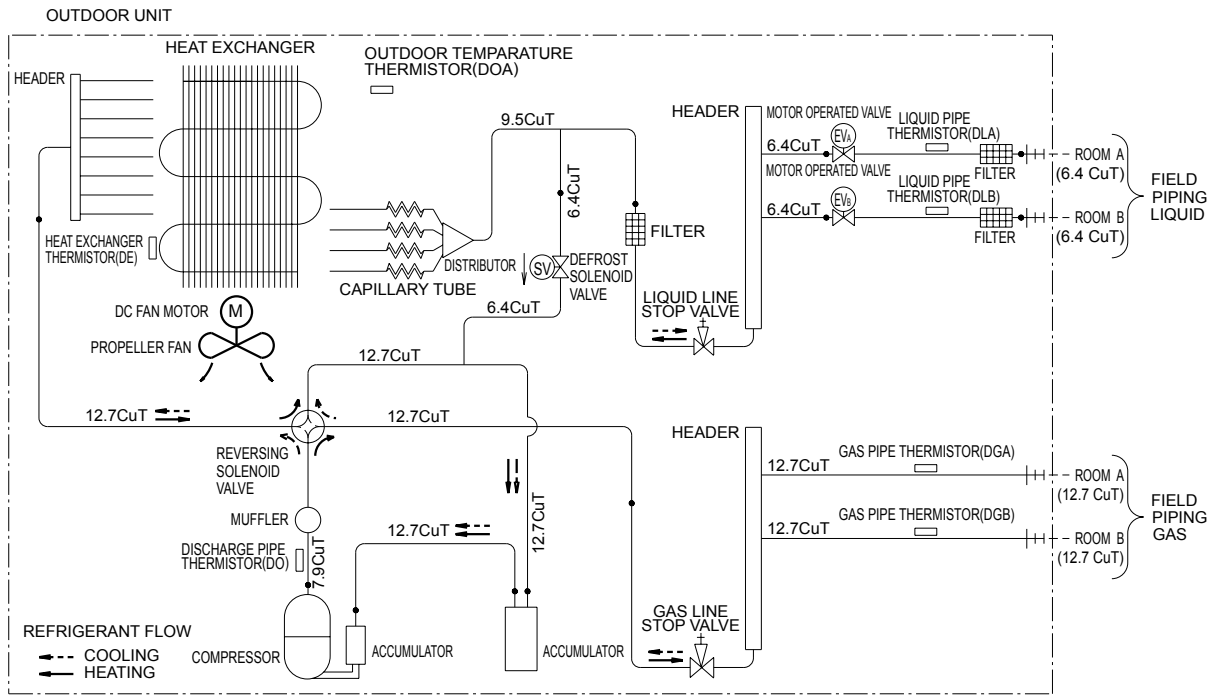 OUTDOOR UNIT
HEAT EXCHANGER
HEADER
OUTDOOR TEMPARATURE
THERMISTOR(DOA)
9.5CuT
HEADER
MOTOR OPERATED VALVE
LIQUID PIPE
THERMISTOR(DLA)
EVA
6.4CuT
FILTER
ROOM A
(6.4 CuT)
MOTOR OPERATED VALVE
LIQUID PIPE
THERMISTOR(DLB)
EVB
6.4CuT
FILTER
ROOM B
(6.4 CuT)
FIELD
PIPING
LIQUID
6.4CuT
FILTER
HEAT EXCHANGER
THERMISTOR(DE)
DISTRIBUTOR
CAPILLARY TUBE
SV
DEFROST
SOLENOID
VALVE
6.4CuT
LIQUID LINE
STOP VALVE
DC FAN MOTOR
M
PROPELLER FAN
12.7CuT
12.7CuT
12.7CuT
REVERSING
SOLENOID
VALVE
HEADER
12.7CuT
GAS PIPE THERMISTOR(DGA)
ROOM A
(12.7 CuT)
12.7CuT
GAS PIPE THERMISTOR(DGB)
ROOM B
(12.7 CuT)
FIELD
PIPING
GAS
MUFFLER
12.7CuT
12.7CuT
DISCHARGE PIPE
THERMISTOR(DO)
7.9CuT
COMPRESSOR
ACCUMULATOR
ACCUMULATOR
GAS LINE
STOP VALVE
REFRIGERANT FLOW
COOLING
HEATING